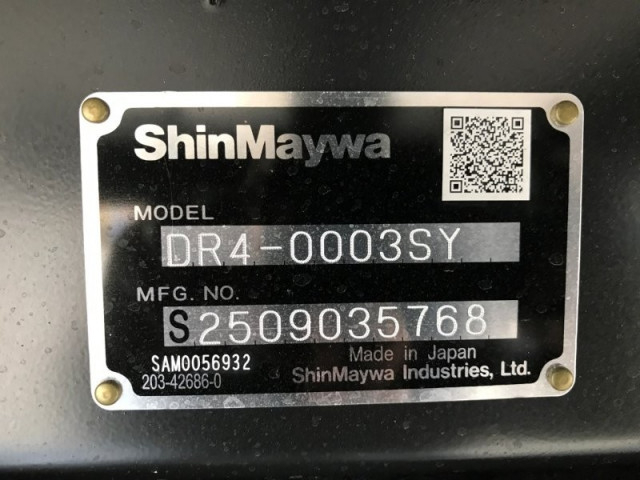 ShinMaywa
MODEL
DR4-0003SY
MFG. NO.
S2509035768
SAM0056932
Made in Japan
203-42686-0
ShinMaywa Industries, Ltd.